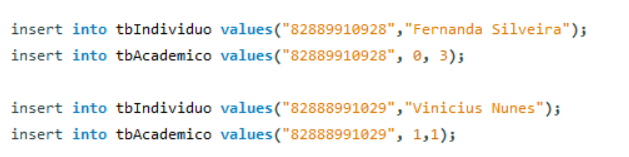 insert into tbIndividuo values("82889910928","Fernanda Silveira");
insert into tbAcademico values("82889910928", 0, 3);
insert into tbIndividuo values("82888991029","Vinicius Nunes");
insert into tbAcademico values("82888991029", 1,1);